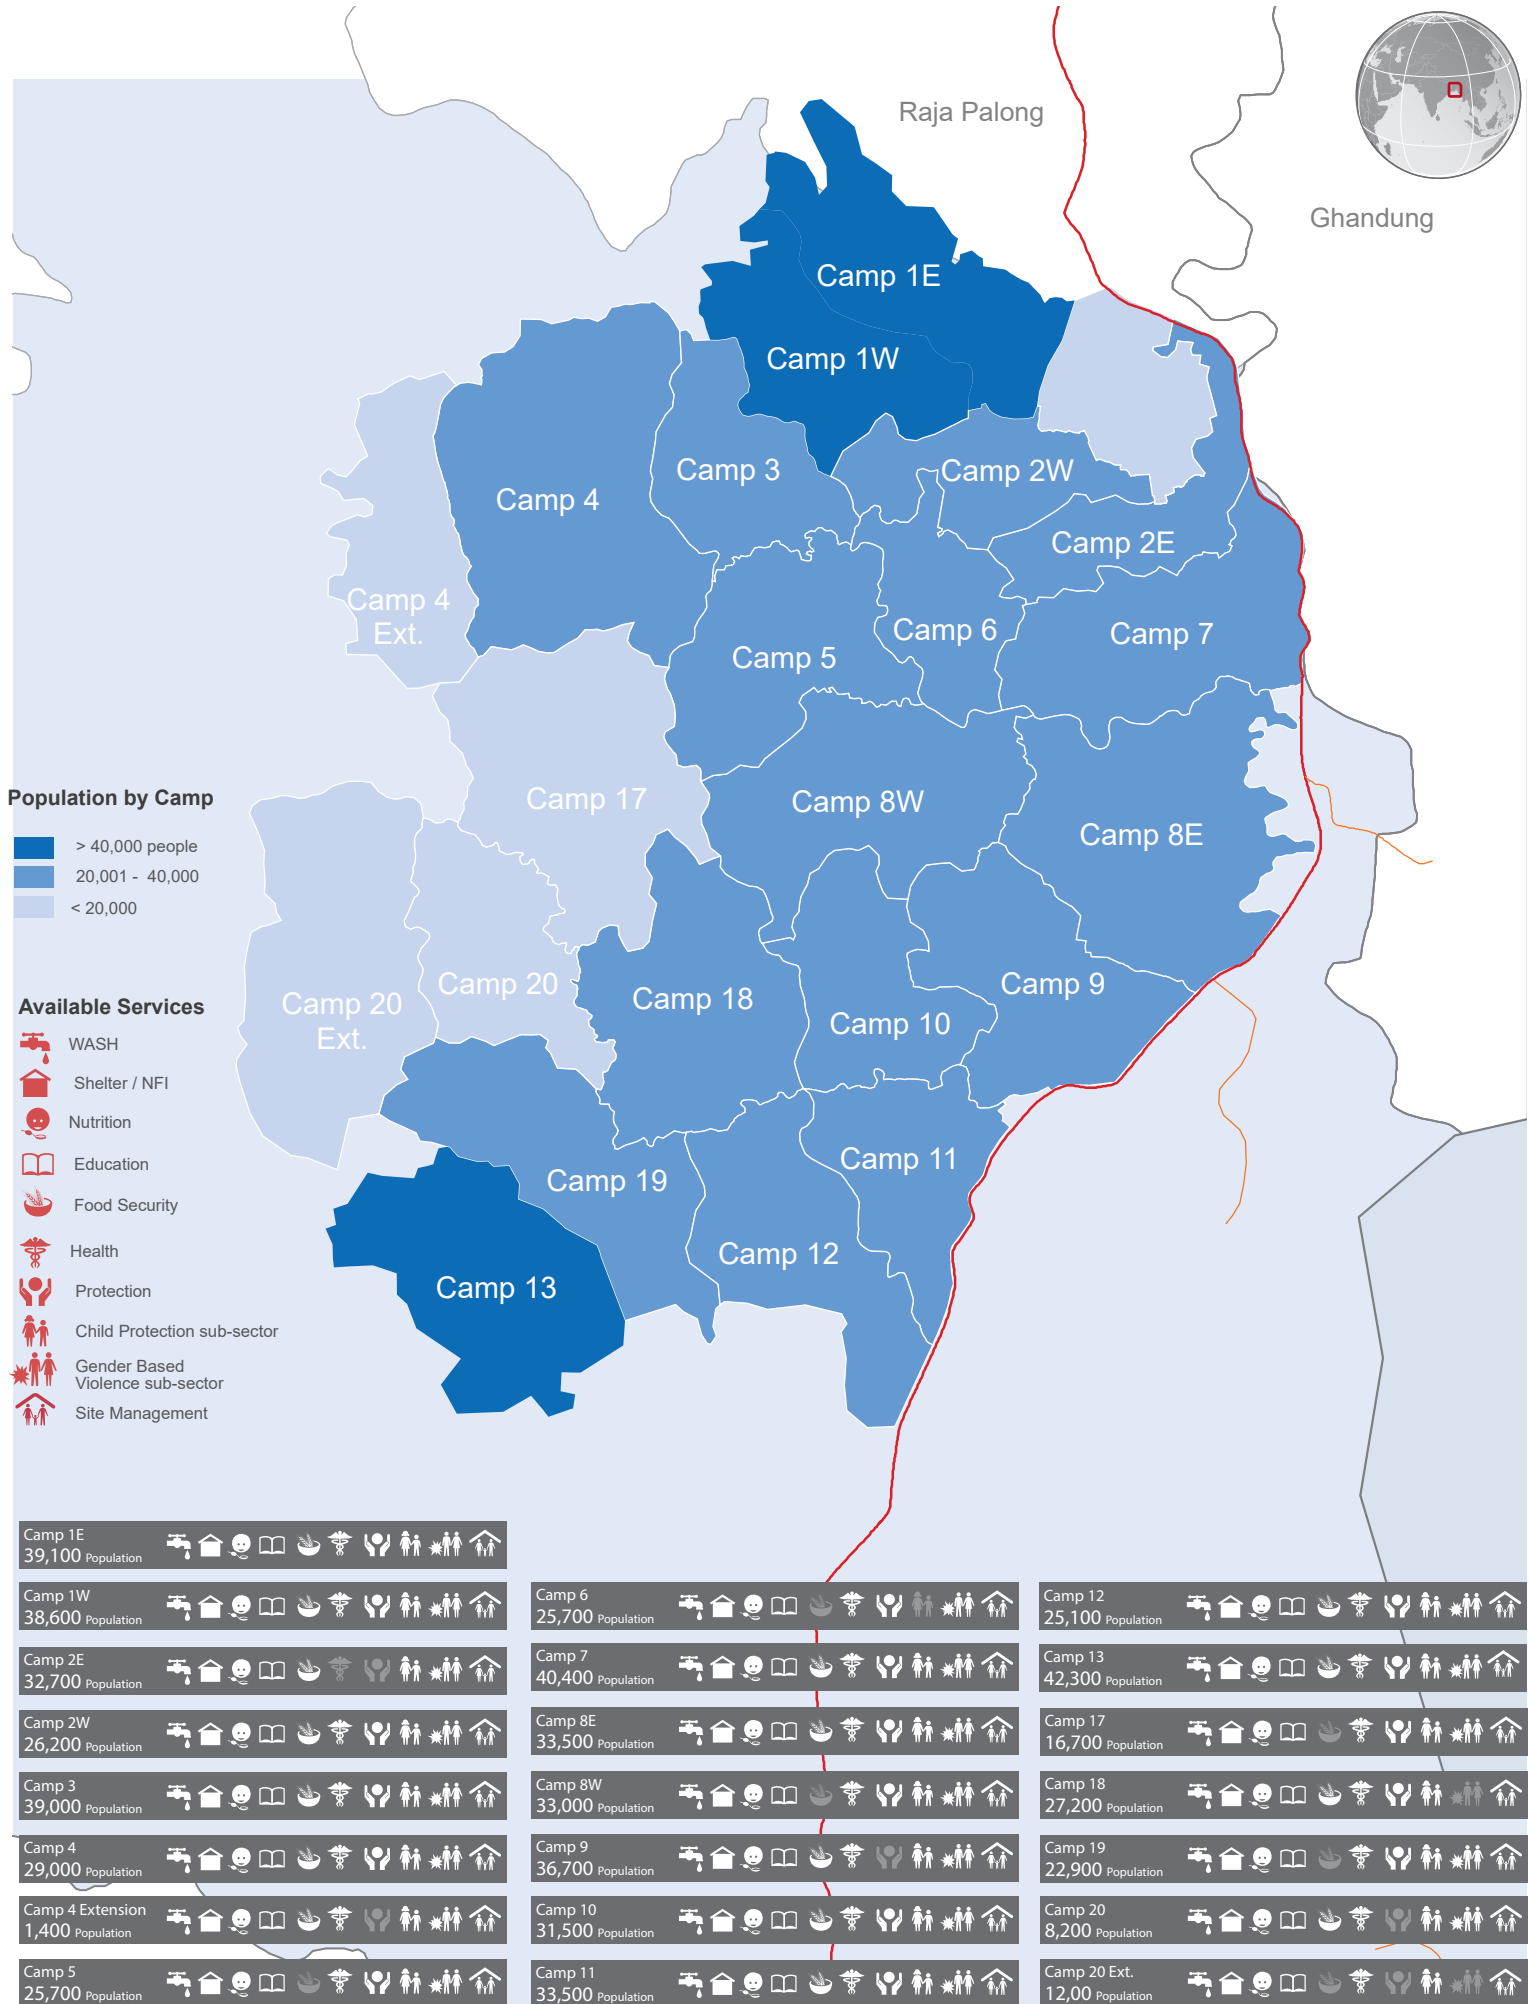 Raja Palong
Ghandung
Camp 1E
Camp 1W
Camp 3
Camp 2W
Camp 4
Camp 2E
Camp 4
Ext.
Camp 6
Camp 7
Camp 5
Camp 17
Camp 8W
Camp 8E
Camp 20
Ext.
Camp 20
Camp 18
Camp 9
Camp 10
Camp 11
Camp 19
Camp 12
Camp 13
Population by Camp
> 40,000 people
20,001 - 40,000
< 20,000
Available Services
WASH
Shelter / NFI
Nutrition
Education
Food Security
Health
Protection
Child Protection sub-sector
Gender Based
Violence sub-sector
Site Management
Camp 1E
39,100 Population
Camp 1W
38,600 Population
Camp 2E
32,700 Population
Camp 2W
26,200 Population
Camp 3
39,000 Population
Camp 4
29,000 Population
Camp 4 Extension
1,400 Population
Camp 5
25,700 Population
Camp 6
25,700 Population
Camp 7
40,400 Population
Camp 8E
33,500 Population
Camp 8W
33,000 Population
Camp 9
36,700 Population
Camp 10
31,500 Population
Camp 11
33,500 Population
Camp 12
25,100 Population
Camp 13
42,300 Population
Camp 17
16,700 Population
Camp 18
27,200 Population
Camp 19
22,900 Population
Camp 20
8,200 Population
Camp 20 Ext.
12,00 Population